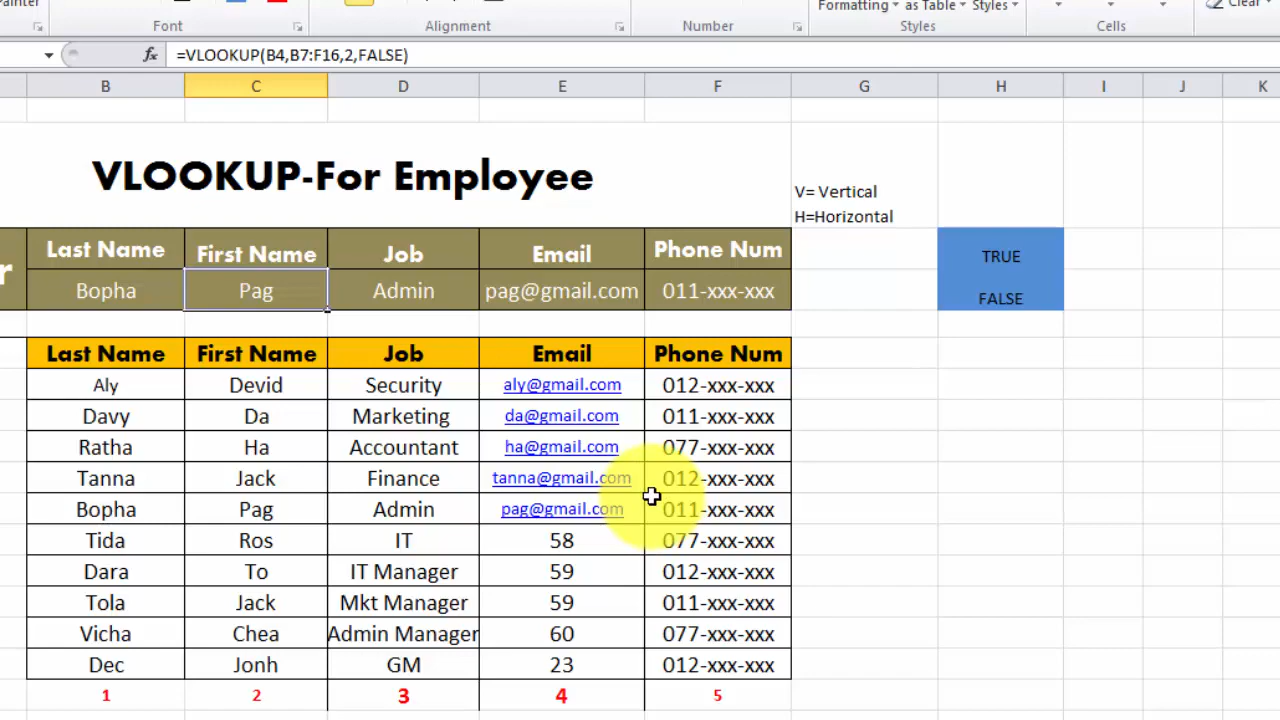 ainter
Formatting as Table Styles
Clear
Font Alignment Number Styles Cells
fx =VLOOKUP(B4,B7:F16,2,FALSE)
B C D E F G H I J K
VLOOKUP-For Employee
V= Vertical
H=Horizontal
r Last Name First Name Job Email Phone Num
TRUE
Bopha Pag Admin pag@gmail.com 011-xxx-xxx
FALSE
Last Name First Name Job Email Phone Num
Aly Devid Security aly@gmail.com 012-xxx-xxx
Davy Da Marketing da@gmail.com 011-xxx-xxx
Ratha Ha Accountant ha@gmail.com 077-xxx-xxx
Tanna Jack Finance tanna@gmail.com 012-xxx-xxx
Bopha Pag Admin pag@gmail.com 011-xxx-xxx
Tida Ros IT 58 077-xxx-xxx
Dara To IT Manager 59 012-xxx-xxx
Tola Jack Mkt Manager 59 011-xxx-xxx
Vicha Chea Admin Manager 60 077-xxx-xxx
Dec Jonh GM 23 012-xxx-xxx
1 2 3 4 5